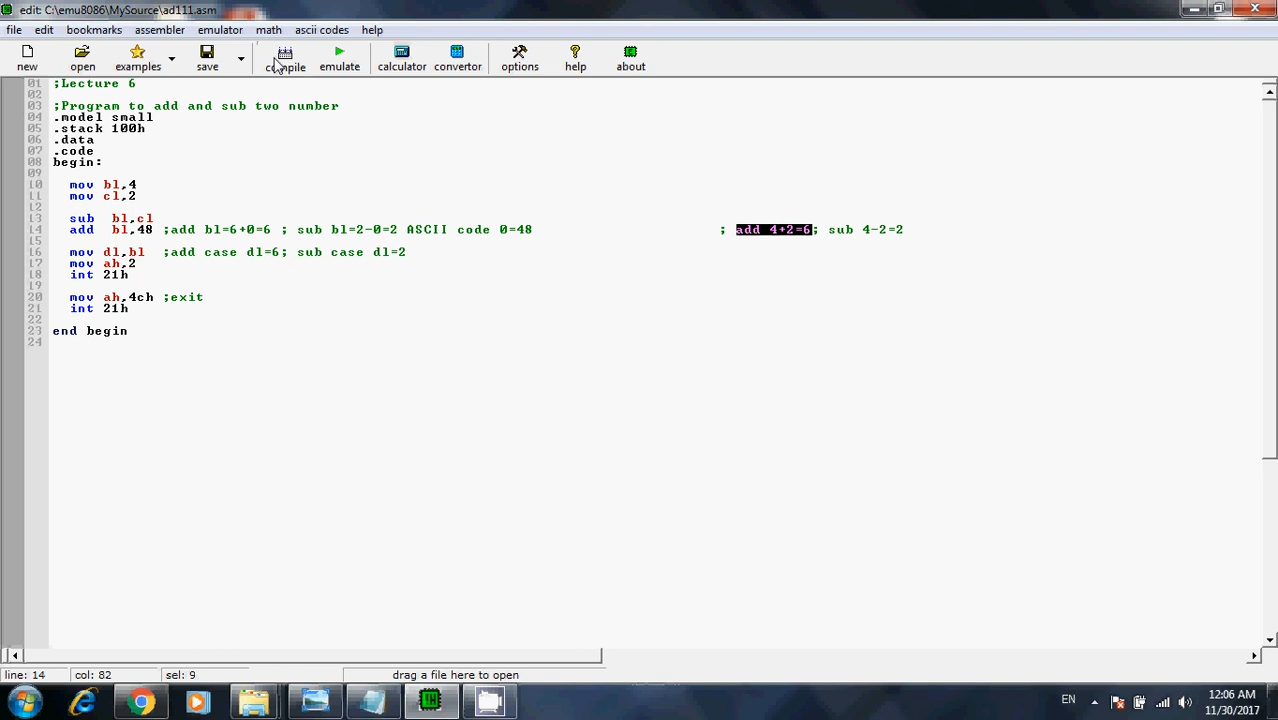 edit: C:\emu8086\MySource\ad111.asm
file edit bookmarks assembler emulator math ascii codes help
new open examples save compile emulate calculator convertor options help about
01 ;Lecture 6
02
03 ;Program to add and sub two number
04 .model small
05 .stack 100h
06 .data
07 .code
08 begin:
09
10 mov bl,4
11 mov cl,2
12
13 sub bl,cl
14 add bl,48 ;add bl=6+0=6 ; sub bl=2-0=2 ASCII code 0=48 ; add 4+2=6; sub 4-2=2
15
16 mov dl,bl ;add case dl=6; sub case dl=2
17 mov ah,2
18 int 21h
19
20 mov ah,4ch ;exit
21 int 21h
22
23 end begin
24
line: 14 col: 82 sel: 9 drag a file here to open
EN 12:06 AM
11/30/2017